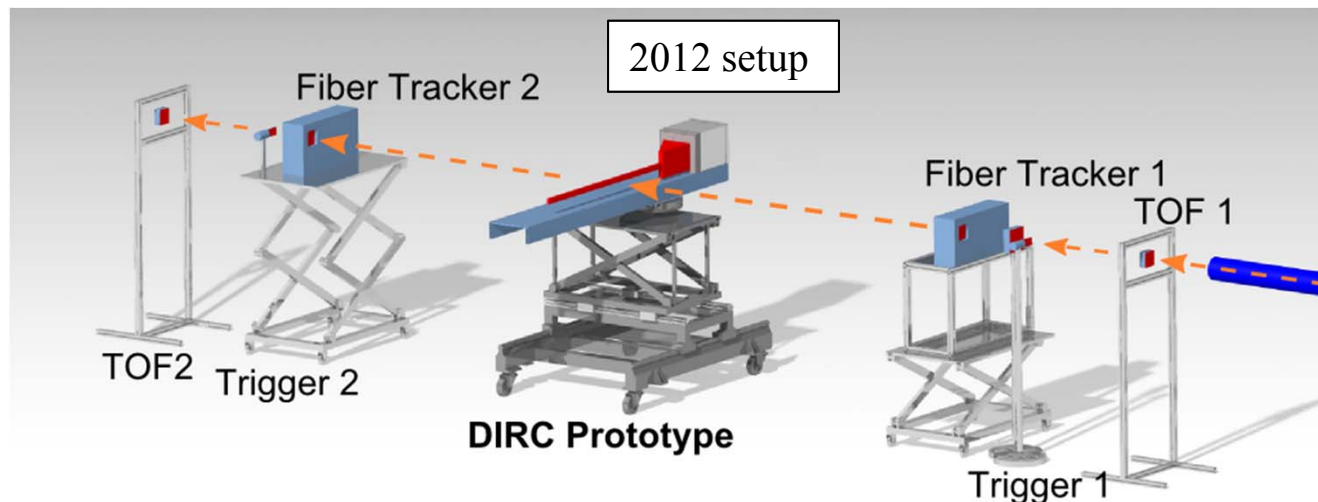 2012 setup
Fiber Tracker 2
Fiber Tracker 1
TOF 1
TOF2
Trigger 2
DIRC Prototype
Trigger 1